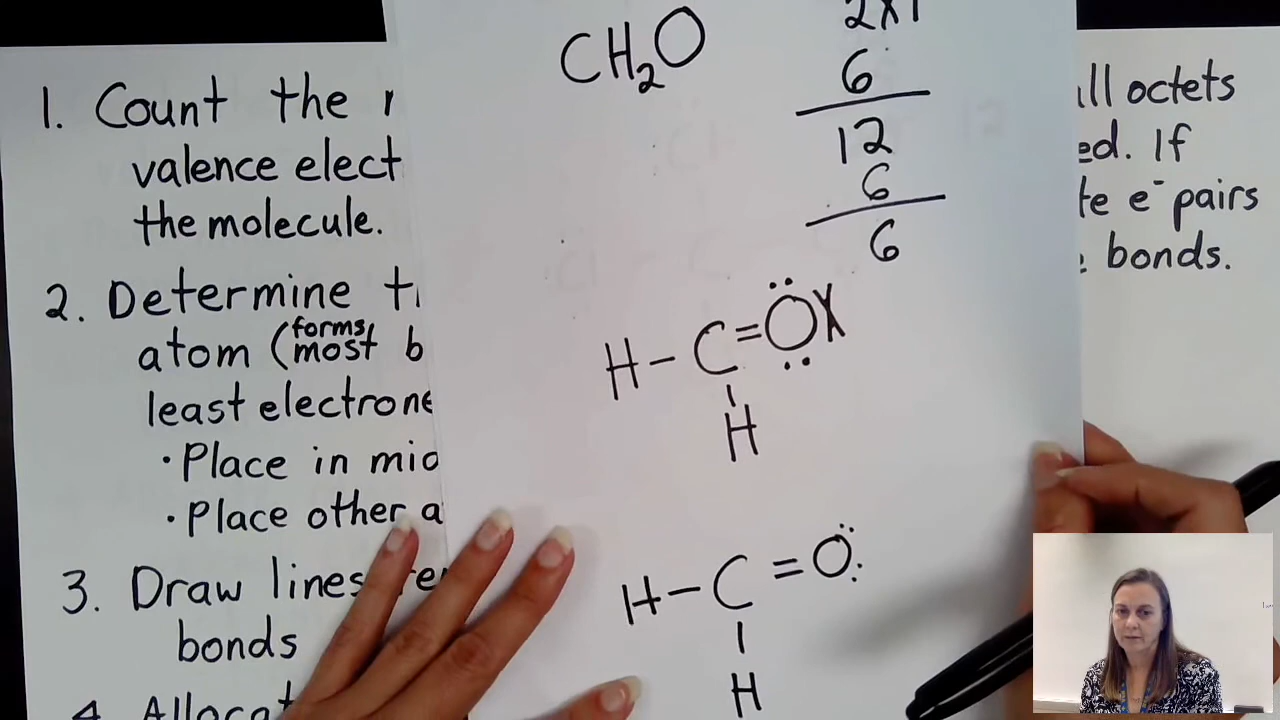 1. Count the
valence elect
the molecule.
2. Determine t
atom (forms
most b
least electrone
·Place in mid
·Place other a
3. Draw lines re
bonds
4. Allocat
CH2O
2x1
6
12
6
6
H-C=OX
H
H-C=O
H
ll octets
ed. If
te e- pairs
bonds.